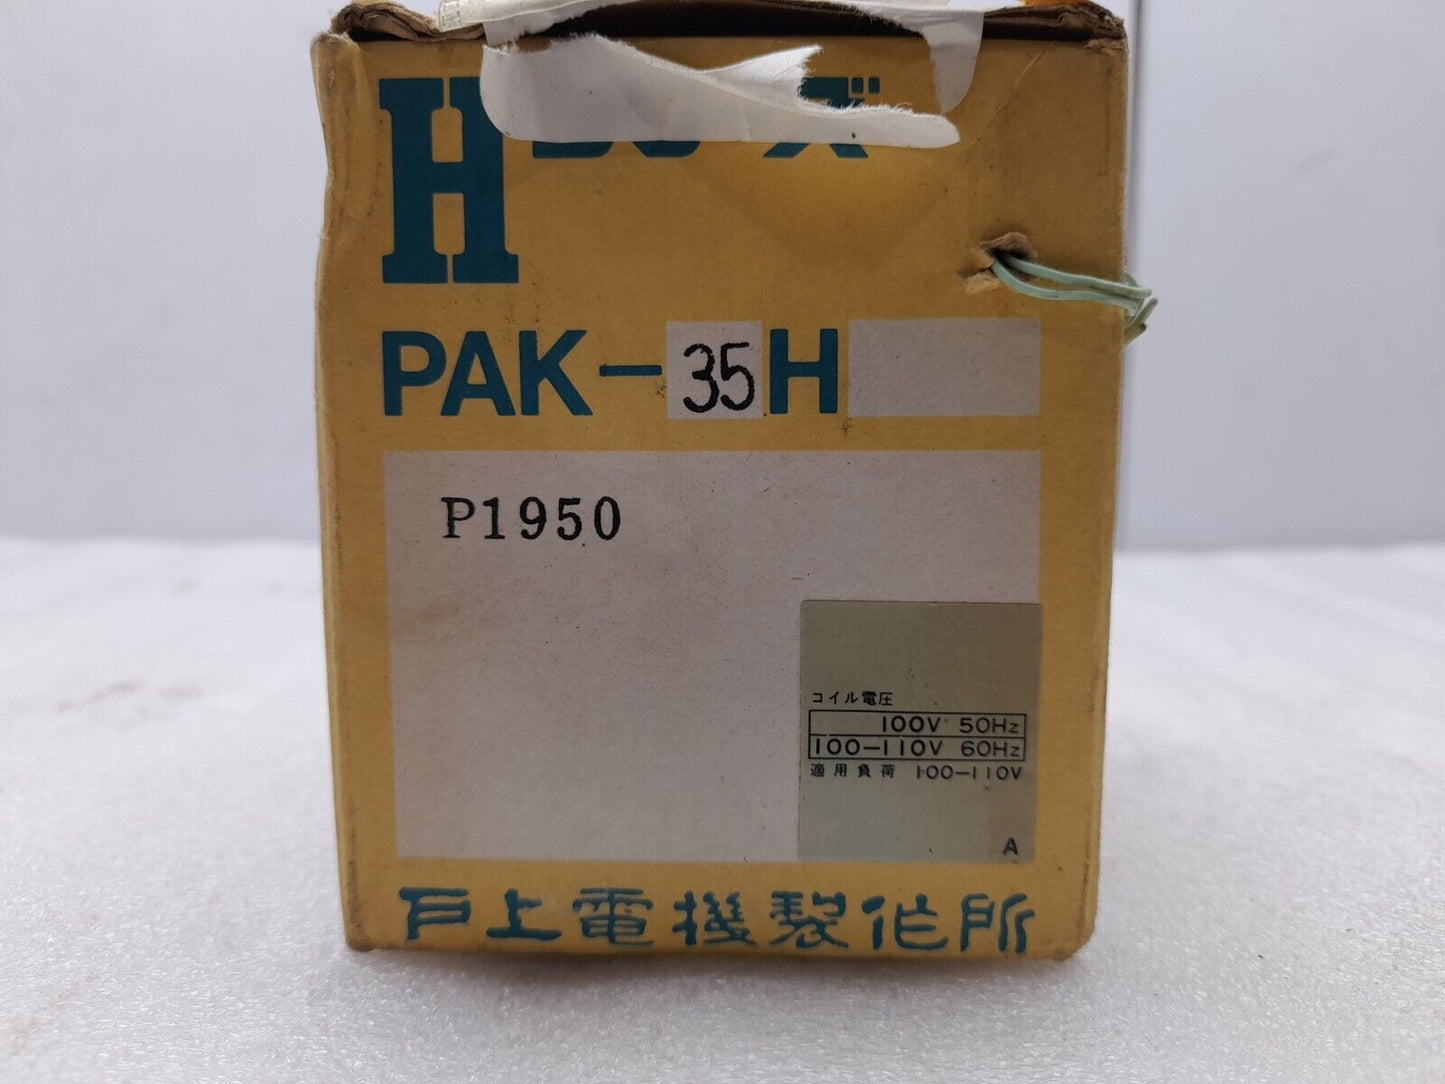 H
PAK-35H
P1950
コイル電圧
100V 50Hz
100-110V 60Hz
適用負荷 100-110V
A
戸上電機製作所